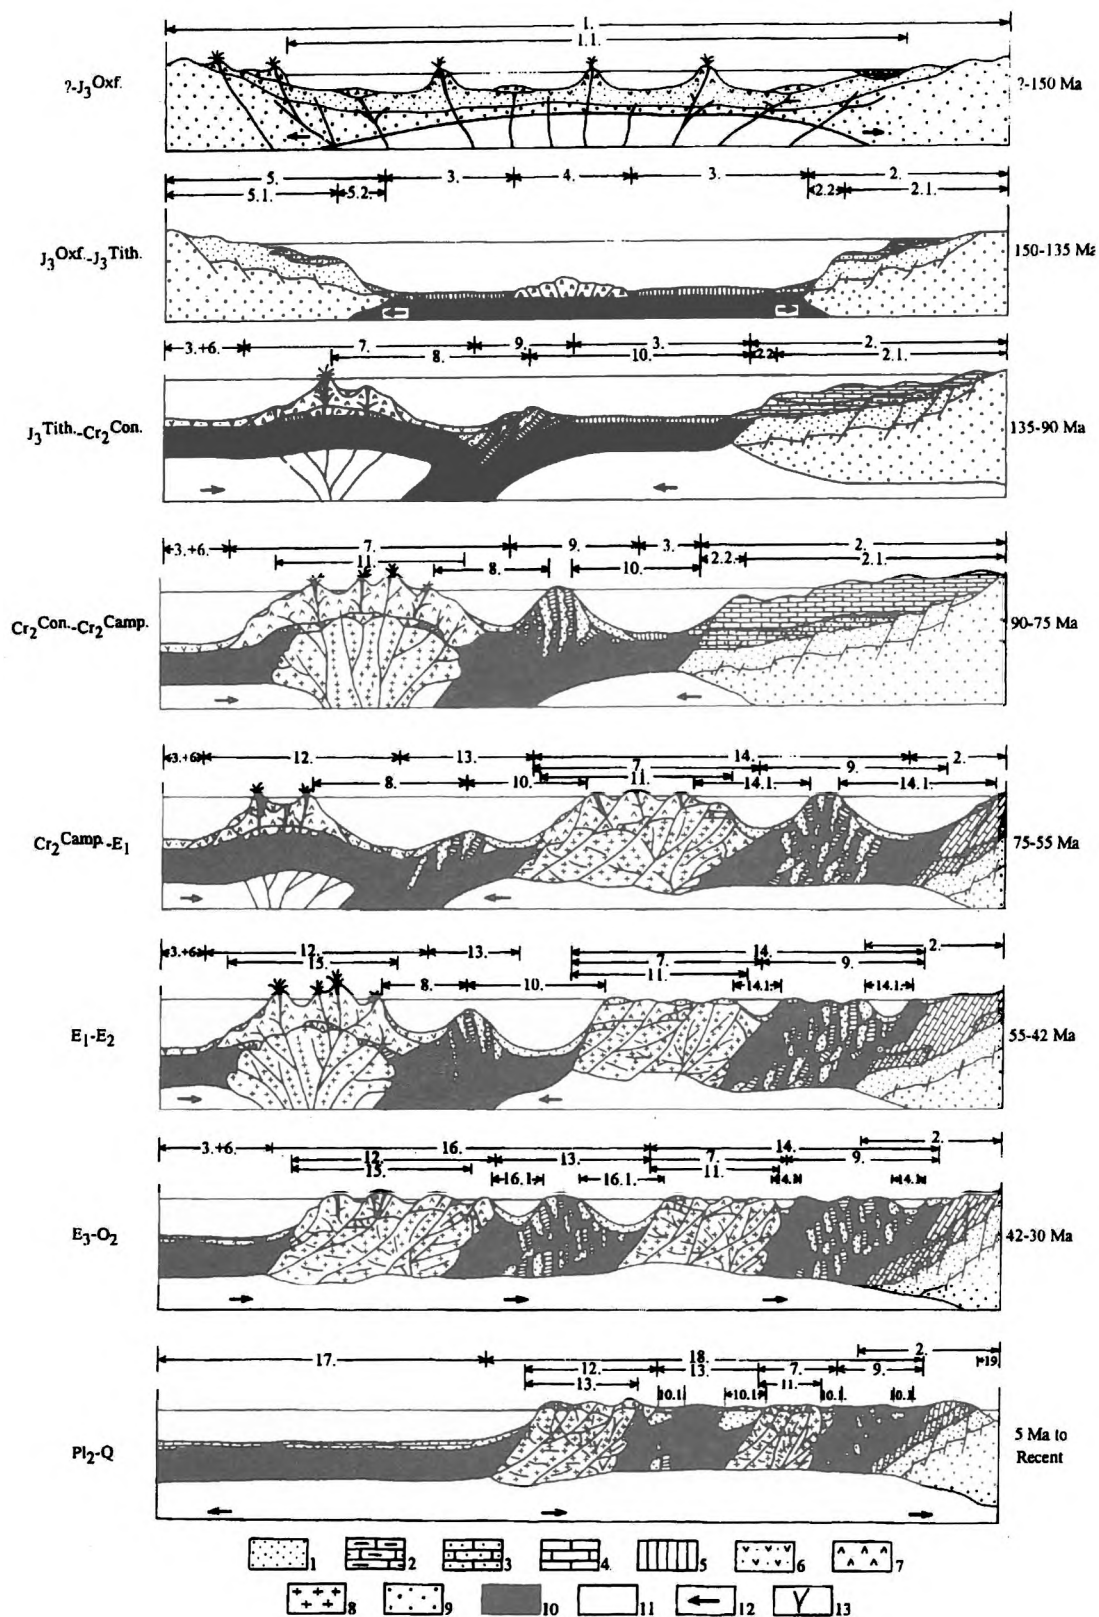 1.
1.1.
?-J3Oxf.
?-150 Ma
5. 3. 4. 3. 2.
5.1. 5.2. 2.2. 2.1.
J3Oxf.-J3Tith.
150-135 Ma
3.+6. 7. 9. 3. 2.
8. 10. 2.2. 2.1.
J3Tith.-Cr2Con.
135-90 Ma
3.+6. 7. 9. 3. 2.
11. 8. 10. 2.2. 2.1.
Cr2Con.-Cr2Camp.
90-75 Ma
3.+6 12. 13. 14. 2.
7. 9.
8. 10. 11. 14.1. 14.1.
Cr2Camp.-E1
75-55 Ma
3.+6 12. 13. 14. 2.
15. 7. 9.
8. 10. 11. 14.1. 14.1.
E1-E2
55-42 Ma
3.+6. 16. 14. 2.
12. 13. 7. 9.
15. 16.1. 16.1. 11.
E3-O2
42-30 Ma
17. 18. 2.
12. 13. 7. 9. 19
13. 10.1 10.1 11.
Pl2-Q
5 Ma to
Recent
1 2 3 4 5 6 7
8 9 10 11 12 13